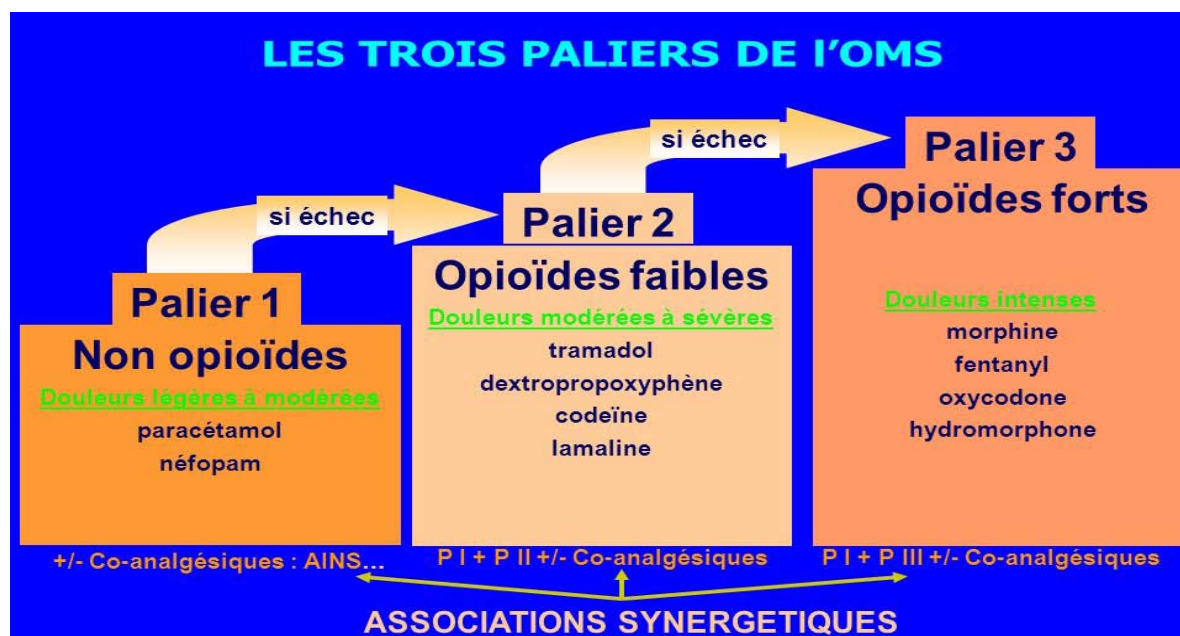 LES TROIS PALIERS DE l'OMS
si échec
si échec
Palier 1
Non opioïdes
Douleurs légères à modérées
paracétamol
néfopam
+/- Co-analgésiques : AINS...
Palier 2
Opioïdes faibles
Douleurs modérées à sévères
tramadol
dextropropoxyphène
codeïne
lamaline
P I + P II +/- Co-analgésiques
Palier 3
Opioïdes forts
Douleurs intenses
morphine
fentanyl
oxycodone
hydromorphone
P I + P III +/- Co-analgésiques
ASSOCIATIONS SYNERGETIQUES